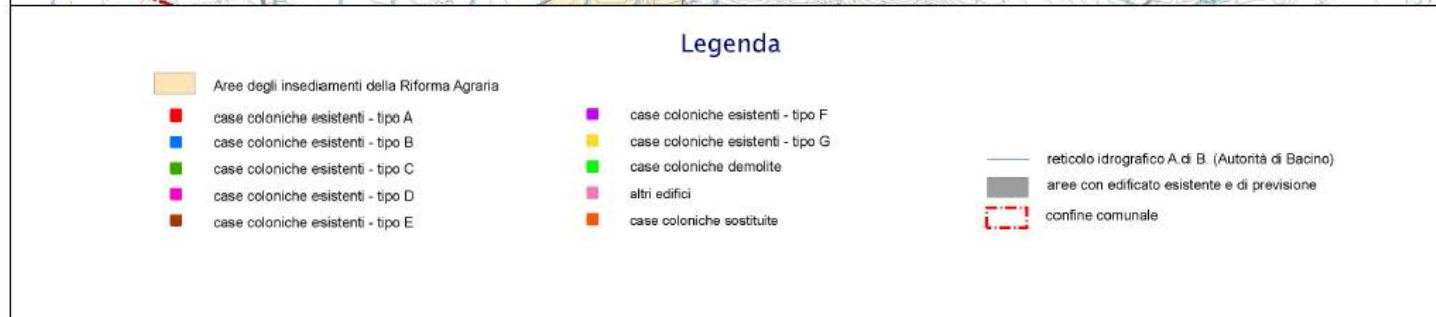 Legenda
Aree degli insediamenti della Riforma Agraria
case coloniche esistenti - tipo A
case coloniche esistenti - tipo B
case coloniche esistenti - tipo C
case coloniche esistenti - tipo D
case coloniche esistenti - tipo E
case coloniche esistenti - tipo F
case coloniche esistenti - tipo G
case coloniche demolite
altri edifici
case coloniche sostituite
reticolo idrografico A.di B. (Autorità di Bacino)
aree con edificato esistente e di previsione
confine comunale